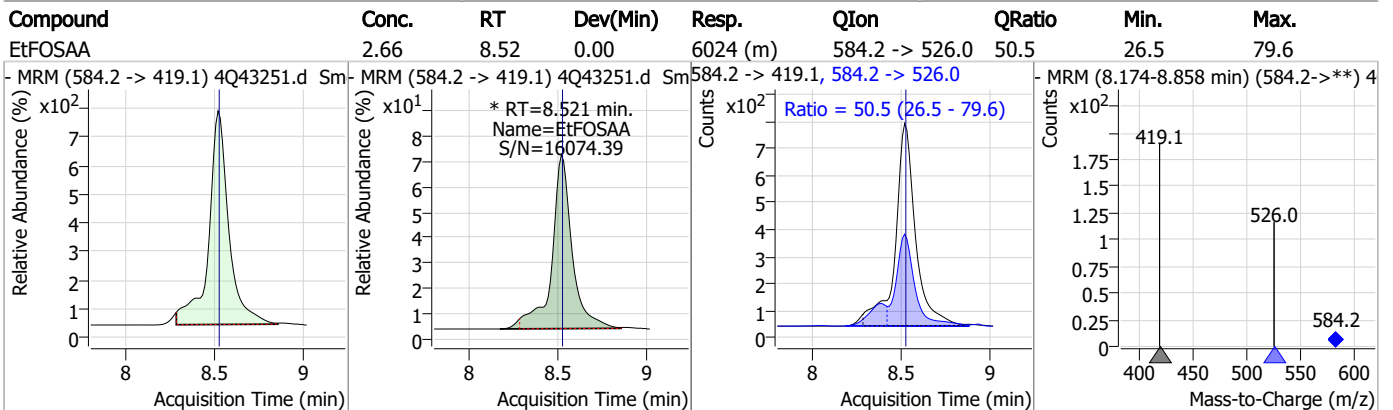 Compound Conc. RT Dev(Min) Resp. QIon QRatio Min. Max.
EtFOSAA 2.66 8.52 0.00 6024 (m) 584.2 -> 526.0 50.5 26.5 79.6
- MRM (584.2 -> 419.1) 4Q43251.d Sm
Relative Abundance (%)
x10²
7
6
5
4
3
2
1
0
8 8.5 9
Acquisition Time (min)
- MRM (584.2 -> 419.1) 4Q43251.d Sm
Relative Abundance (%)
x10¹
* RT=8.521 min.
Name=EtFOSAA
S/N=16074.39
8
7
6
5
4
3
2
1
0
8 8.5 9
Acquisition Time (min)
584.2 -> 419.1, 584.2 -> 526.0
Counts
x10²
Ratio = 50.5 (26.5 - 79.6)
7
6
5
4
3
2
1
0
8 8.5 9
Acquisition Time (min)
- MRM (8.174-8.858 min) (584.2->**) 4
Counts
x10²
419.1
1.75
1.5
526.0
1.25
1
0.75
0.5
584.2
0.25
0
400 450 500 550 600
Mass-to-Charge (m/z)